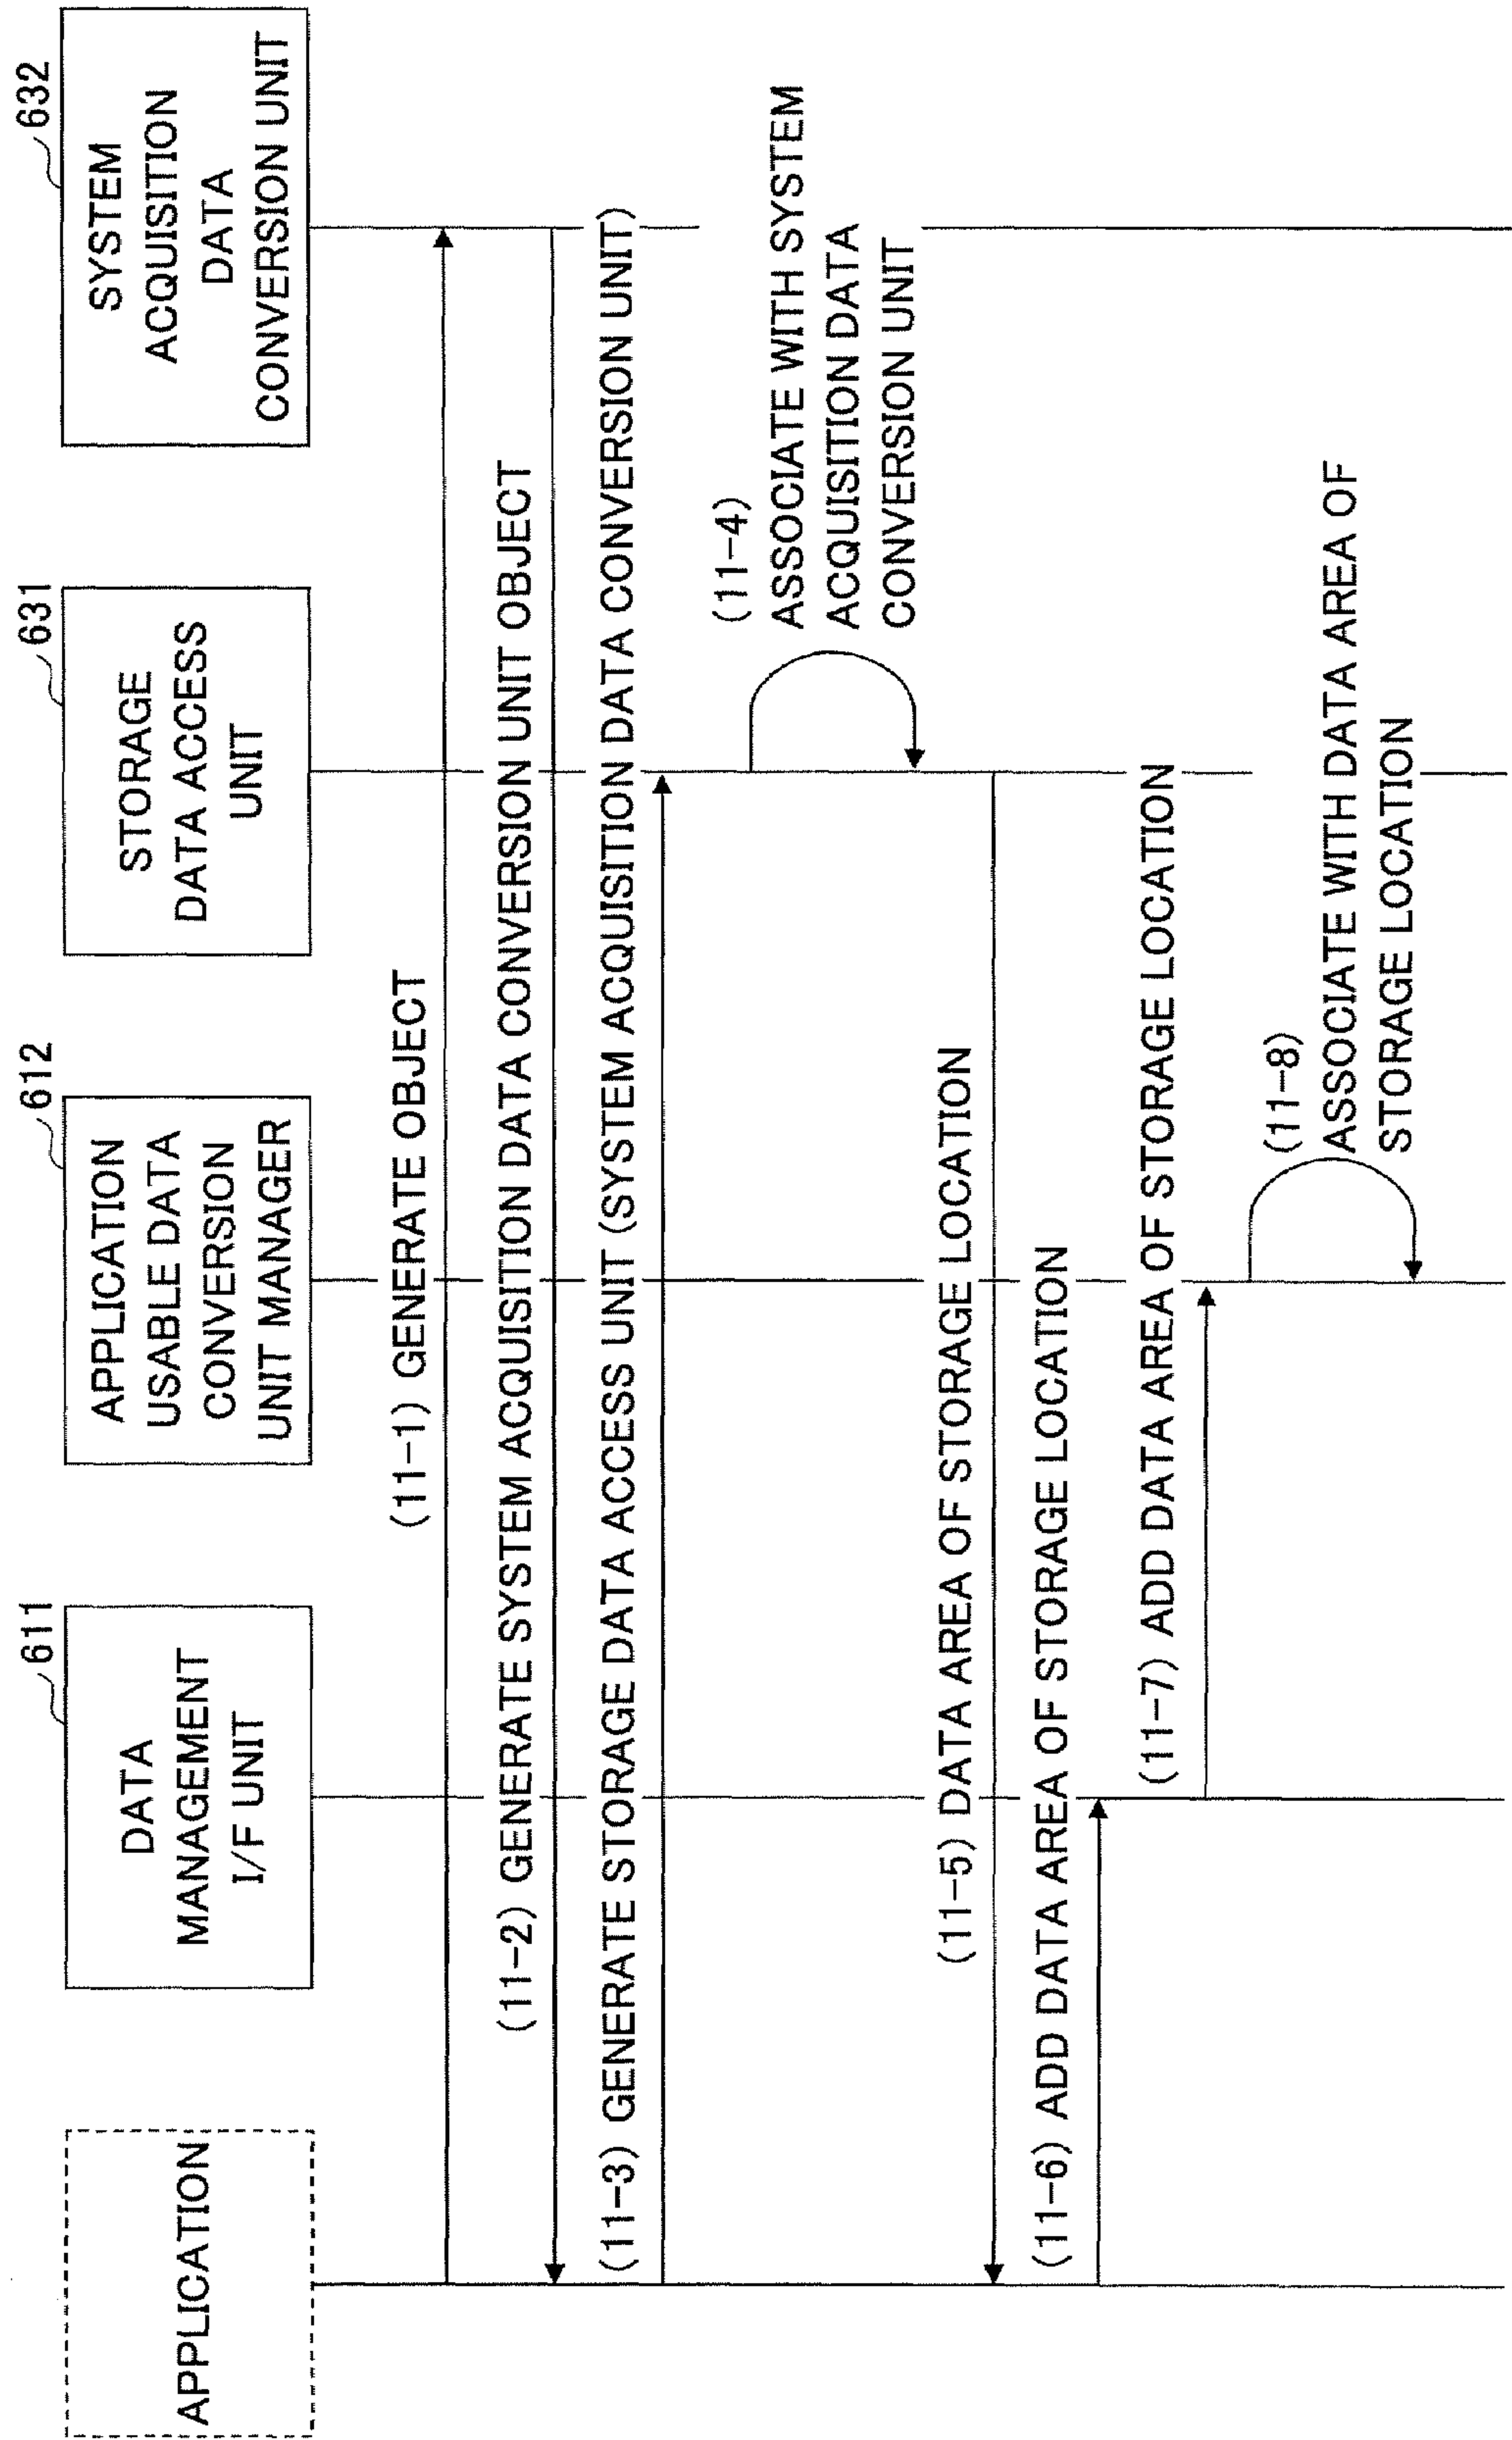 APPLICATION
611
DATA
MANAGEMENT
I/F UNIT
612
APPLICATION
USABLE DATA
CONVERSION
UNIT MANAGER
631
STORAGE
DATA ACCESS
UNIT
632
SYSTEM
ACQUISITION
DATA
CONVERSION UNIT
(11-1) GENERATE OBJECT
(11-2) GENERATE SYSTEM ACQUISITION DATA CONVERSION UNIT OBJECT
(11-3) GENERATE STORAGE DATA ACCESS UNIT (SYSTEM ACQUISITION DATA CONVERSION UNIT)
(11-4)
ASSOCIATE WITH SYSTEM
ACQUISITION DATA
CONVERSION UNIT
(11-5) DATA AREA OF STORAGE LOCATION
(11-6) ADD DATA AREA OF STORAGE LOCATION
(11-7) ADD DATA AREA OF STORAGE LOCATION
(11-8)
ASSOCIATE WITH DATA AREA OF
STORAGE LOCATION